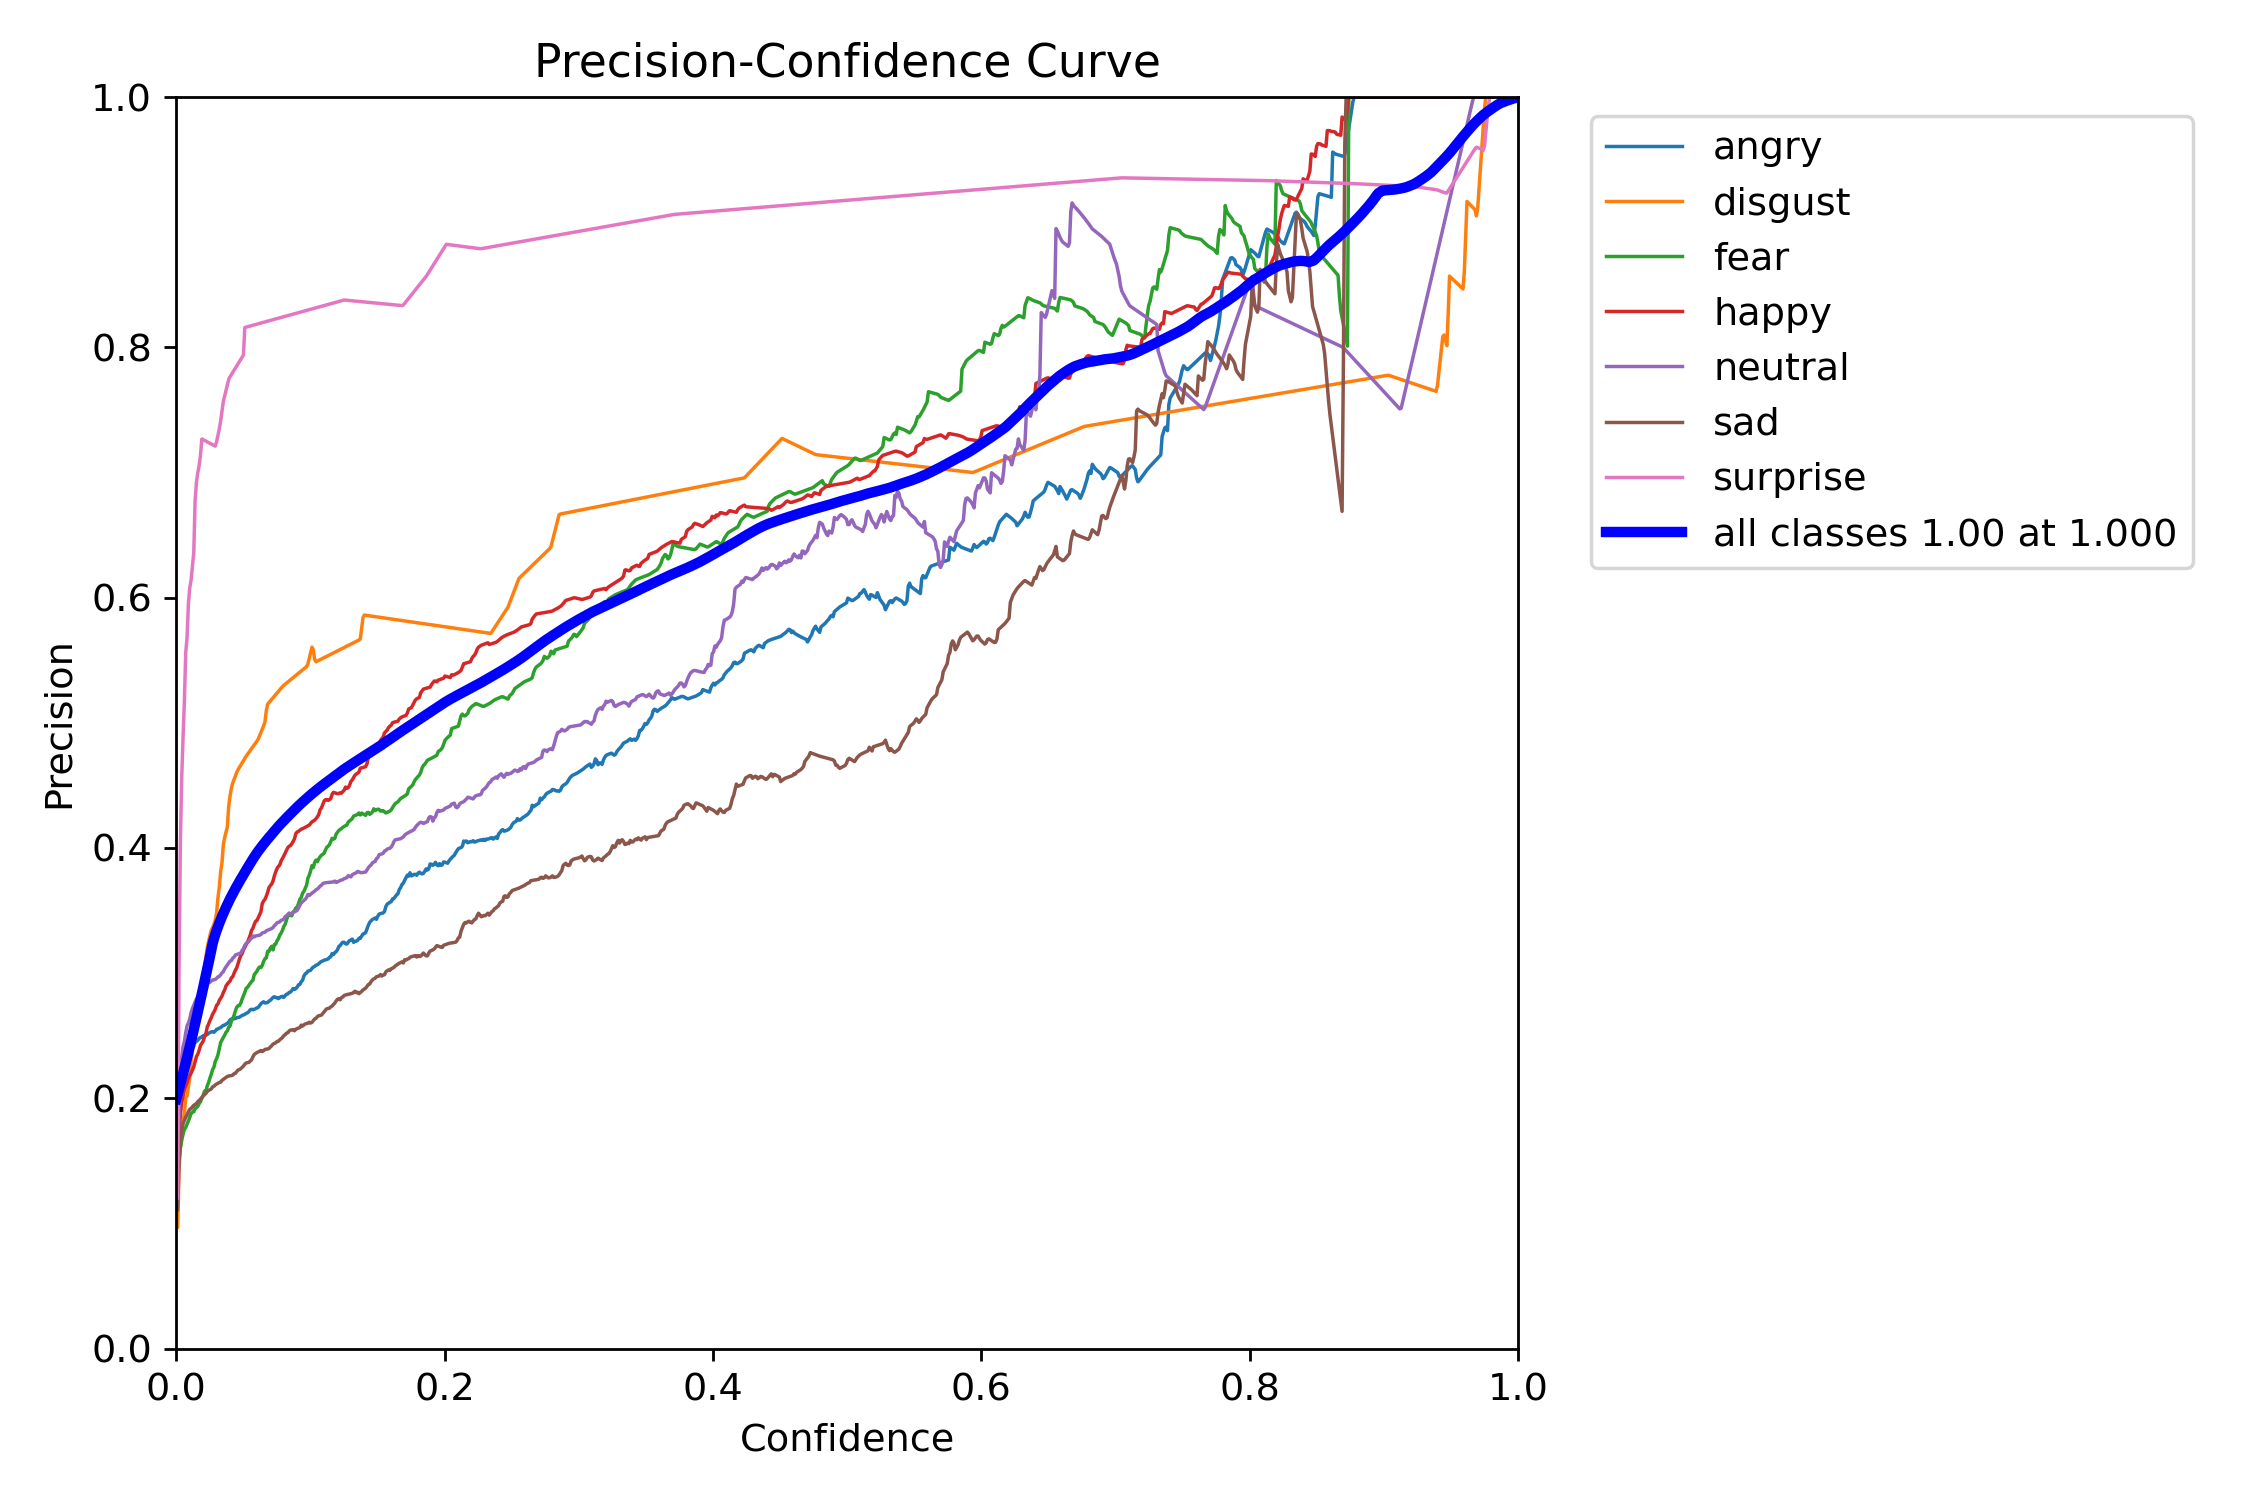 Precision-Confidence Curve
1.0
0.8
0.6
0.4
0.2
0.0
Precision
0.0 0.2 0.4 0.6 0.8 1.0
Confidence
angry
disgust
fear
happy
neutral
sad
surprise
all classes 1.00 at 1.000